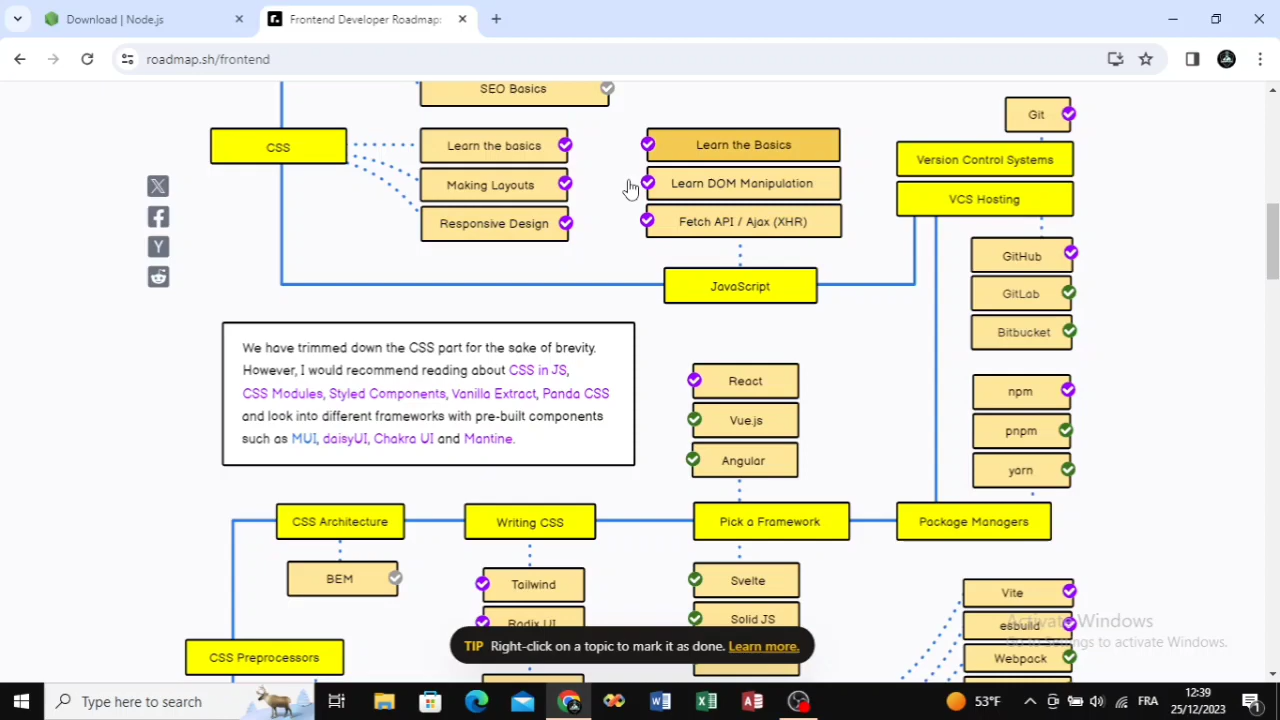 Download | Node.js
Frontend Developer Roadmap:
roadmap.sh/frontend
SEO Basics
Git
CSS
Learn the basics
Learn the Basics
Version Control Systems
Making Layouts
Learn DOM Manipulation
VCS Hosting
Responsive Design
Fetch API / Ajax (XHR)
GitHub
JavaScript
GitLab
Bitbucket
We have trimmed down the CSS part for the sake of brevity.
However, I would recommend reading about CSS in JS,
CSS Modules, Styled Components, Vanilla Extract, Panda CSS
and look into different frameworks with pre-built components
such as MUI, daisyUI, Chakra UI and Mantine.
React
npm
Vue.js
pnpm
Angular
yarn
CSS Architecture
Writing CSS
Pick a Framework
Package Managers
BEM
Tailwind
Svelte
Vite
Radix UI
Solid JS
esbuild
Activate Windows
Go to Settings to activate Windows.
TIP Right-click on a topic to mark it as done. Learn more.
CSS Preprocessors
Webpack
Type here to search
53°F
FRA
12:39
25/12/2023